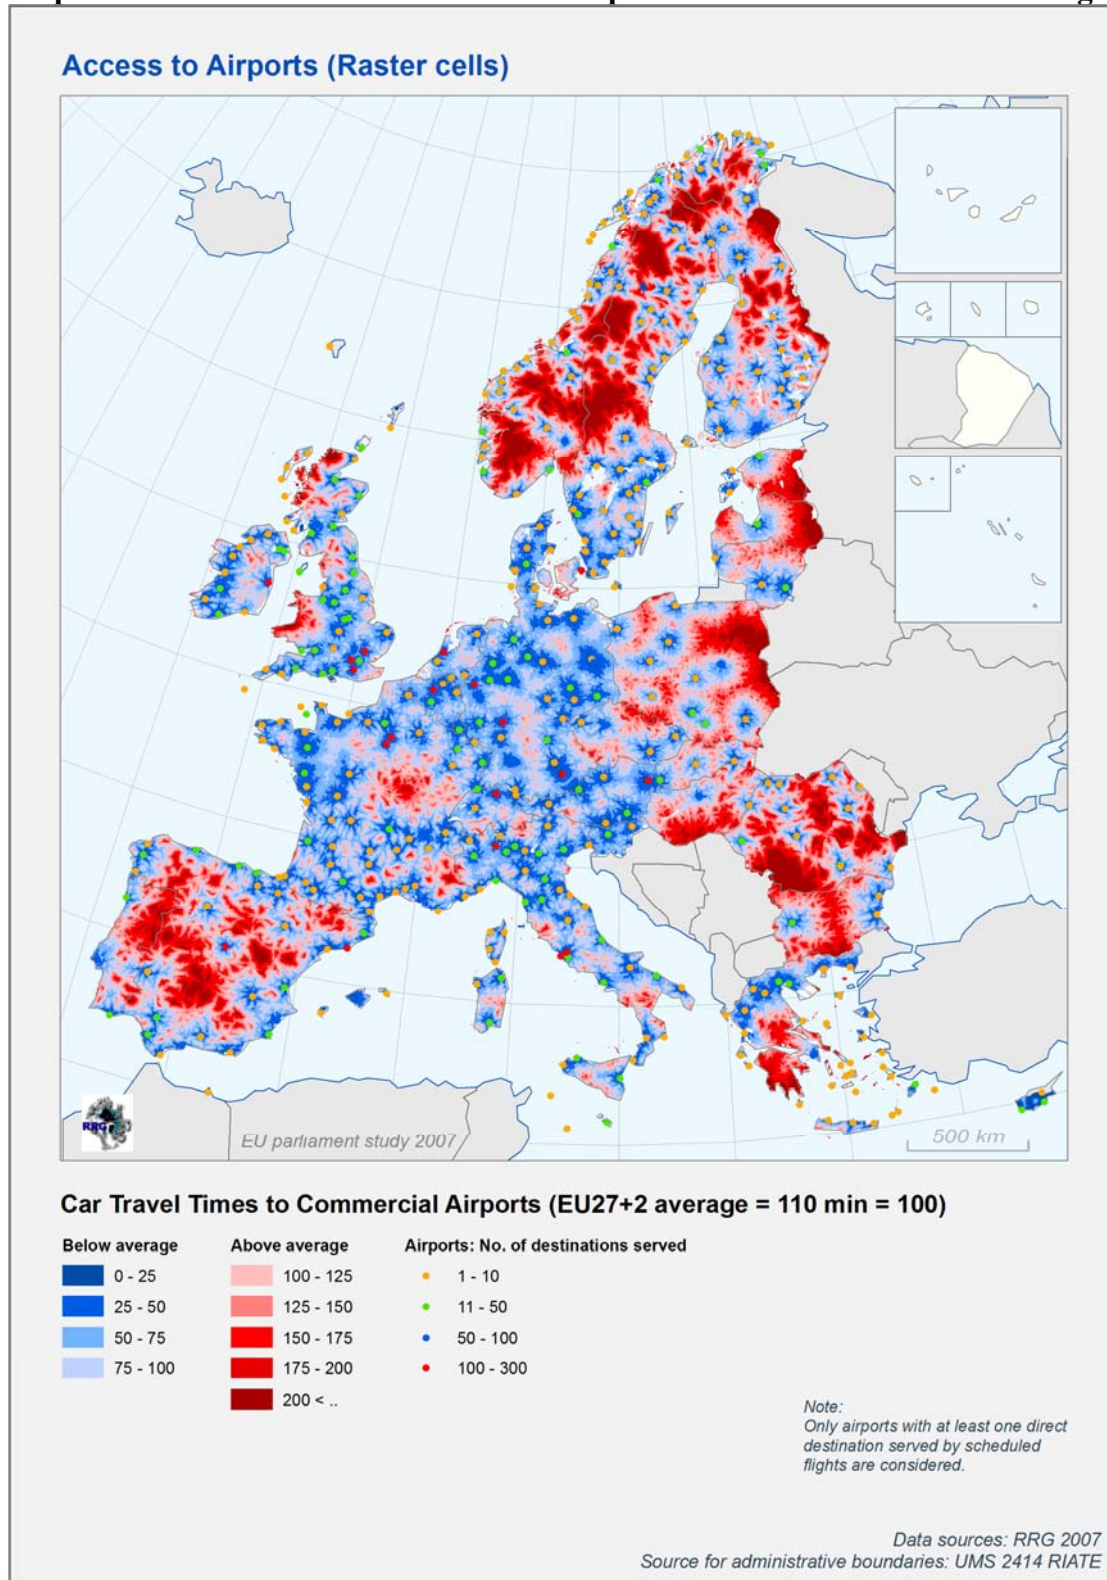 Access to Airports (Raster cells)
RRG
EU parliament study 2007
500 km
Car Travel Times to Commercial Airports (EU27+2 average = 110 min = 100)
Below average
Above average
Airports: No. of destinations served
0 - 25
100 - 125
1 - 10
25 - 50
125 - 150
11 - 50
50 - 75
150 - 175
50 - 100
75 - 100
175 - 200
100 - 300
200 < ..
Note:
Only airports with at least one direct
destination served by scheduled
flights are considered.
Data sources: RRG 2007
Source for administrative boundaries: UMS 2414 RIATE